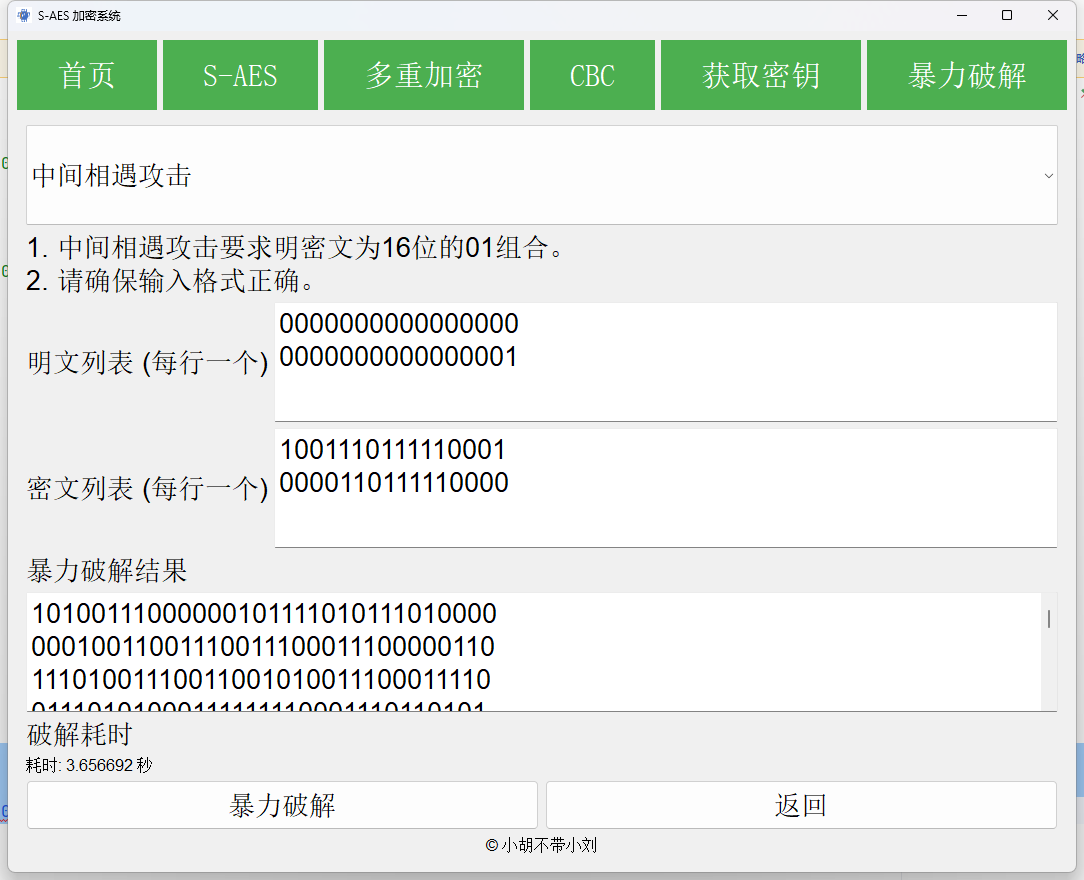 S-AES 加密系统
首页 S-AES 多重加密 CBC 获取密钥 暴力破解
中间相遇攻击
1. 中间相遇攻击要求明密文为16位的01组合。
2. 请确保输入格式正确。
明文列表 (每行一个)
0000000000000000
0000000000000001
密文列表 (每行一个)
1001110111110001
0000110111110000
暴力破解结果
10100111000000101111010111010000
00010011001110011100011100000110
11101001110011001010011100011110
破解耗时
耗时: 3.656692 秒
暴力破解 返回
© 小胡不带小刘